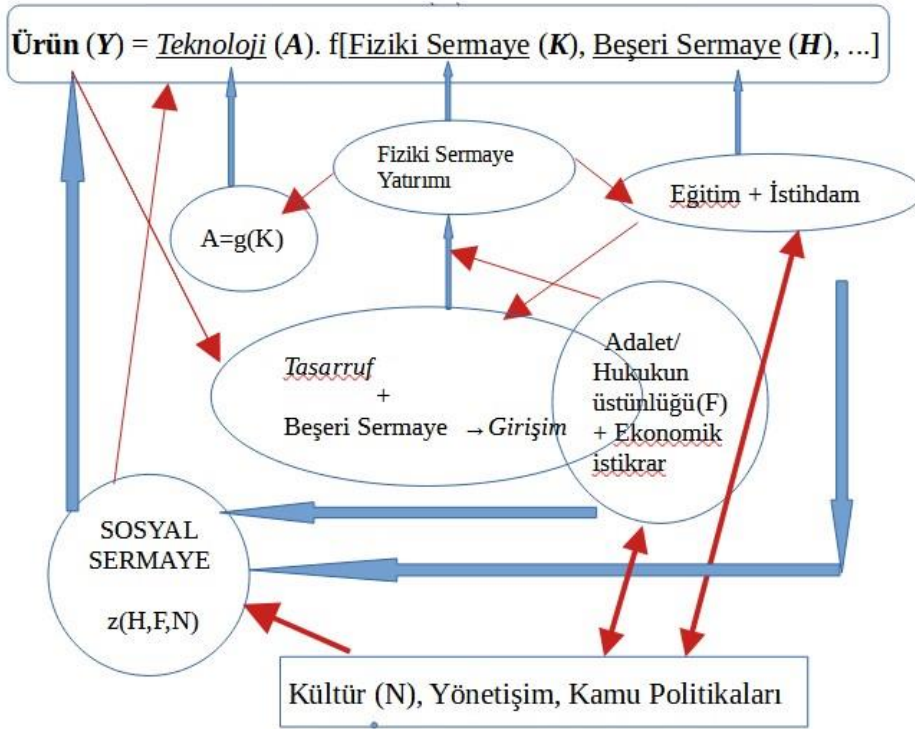 Ürün (Y) = Teknoloji (A). f[Fiziki Sermaye (K), Beşeri Sermaye (H), ...]
Fiziki Sermaye
Yatırımı
Eğitim + İstihdam
A=g(K)
Tasarruf
+
Beşeri Sermaye →Girişim
Adalet/
Hukukun
üstünlüğü(F)
+ Ekonomik
istikrar
SOSYAL
SERMAYE
z(H,F,N)
Kültür (N), Yönetişim, Kamu Politikaları